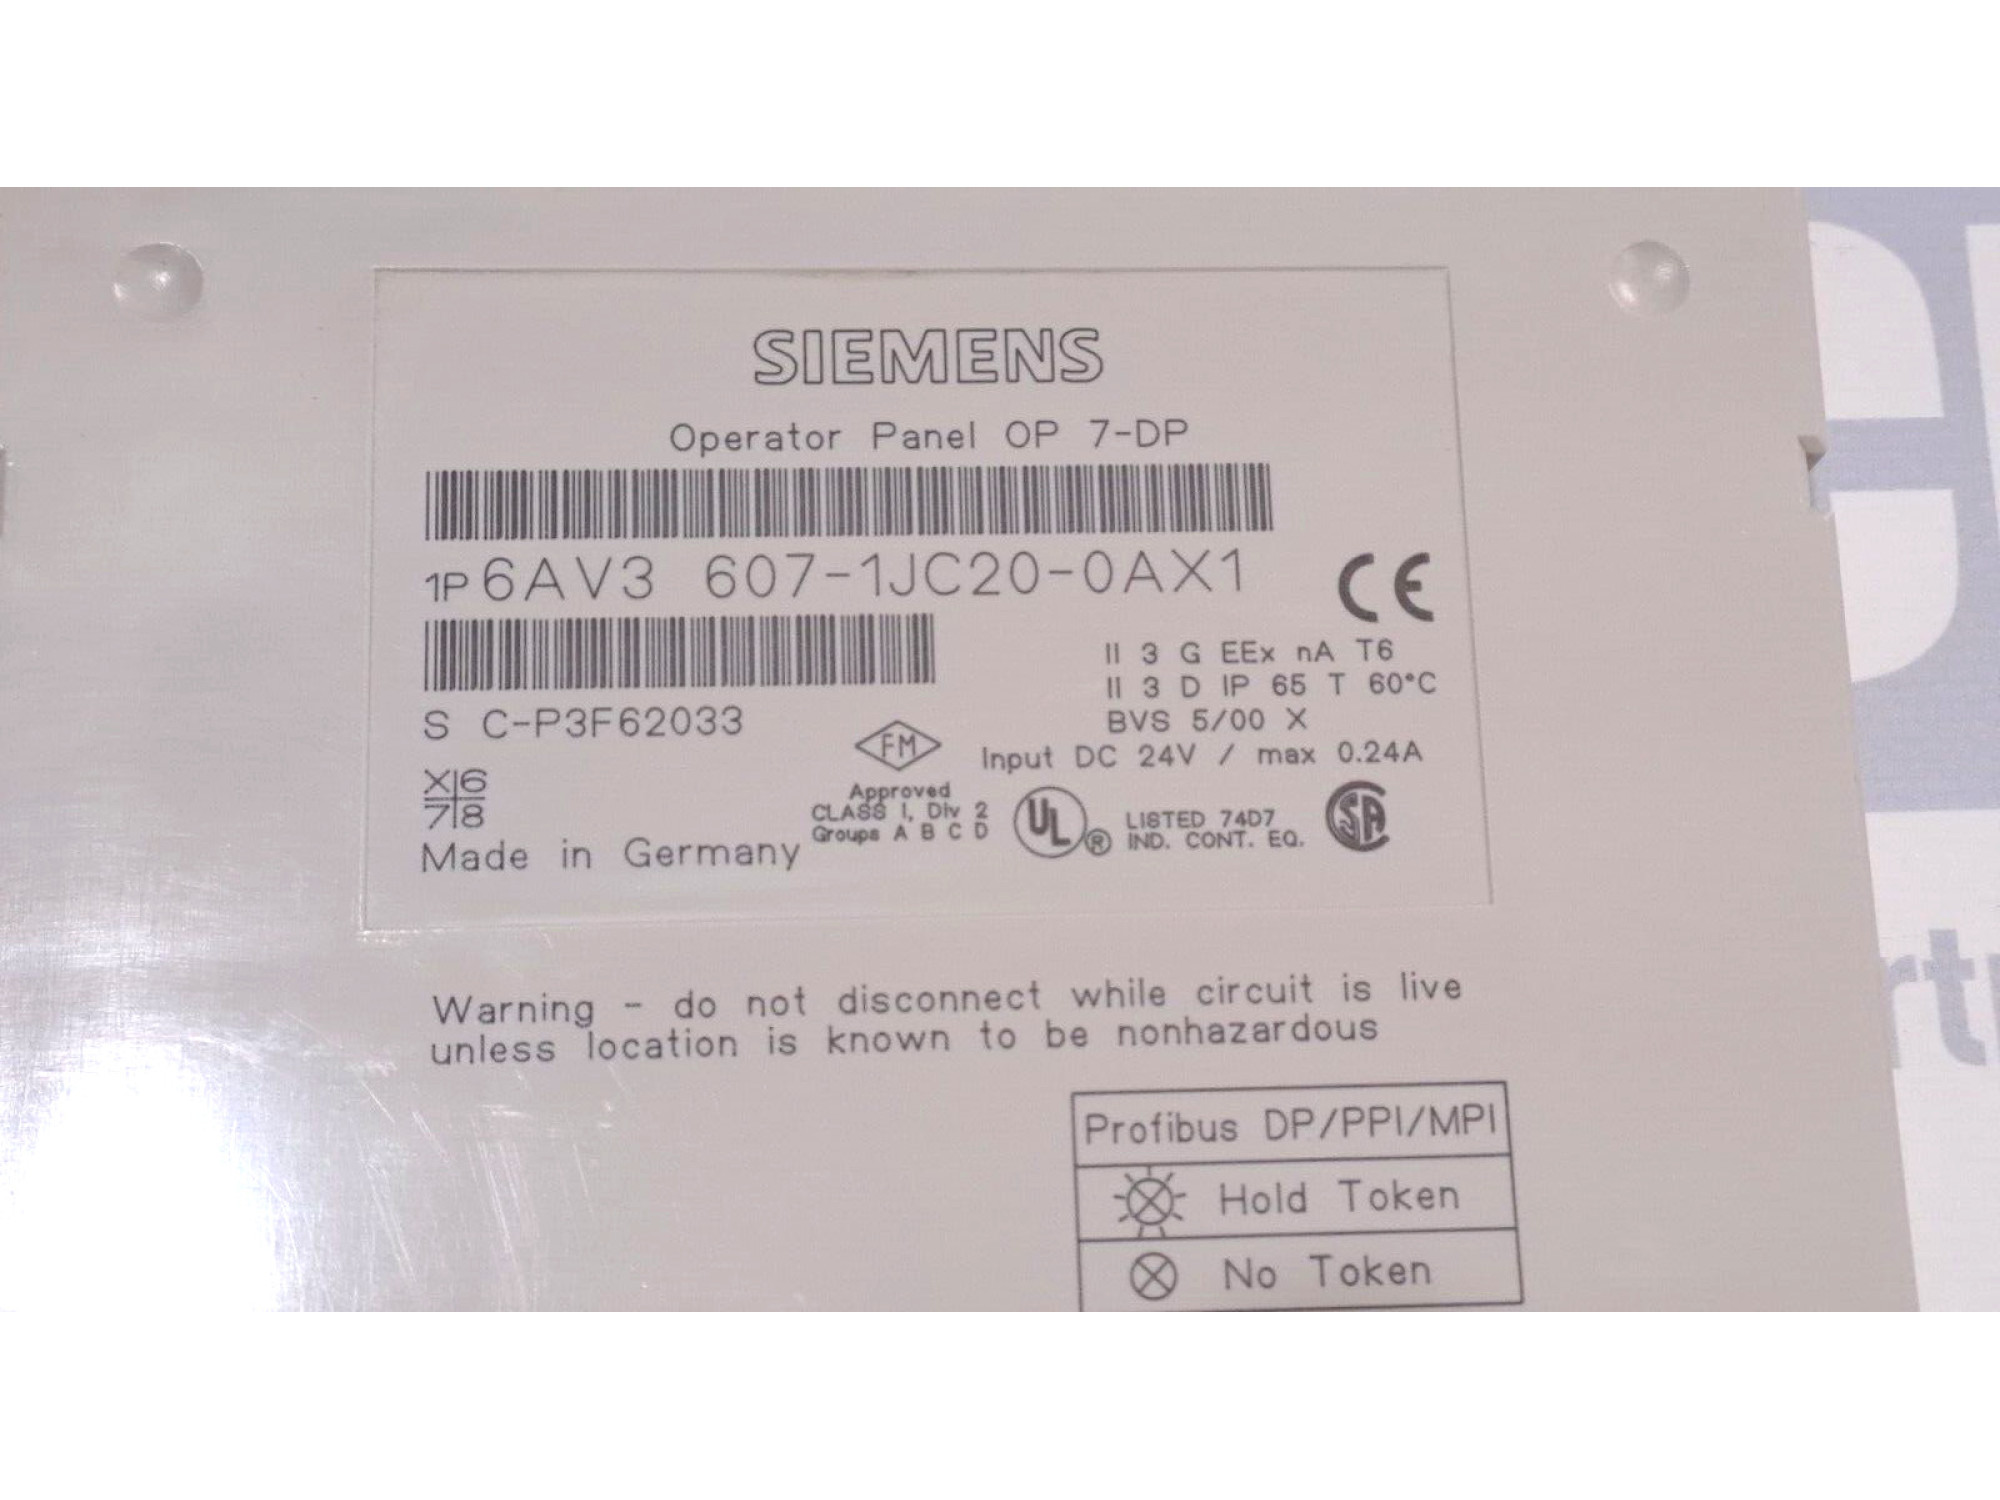 SIEMENS
Operator Panel OP 7-DP
1P 6AV3 607-1JC20-0AX1
CE
II 3 G EEx nA T6
II 3 D IP 65 T 60°C
S C-P3F62033
BVS 5/00 X
FM
Input DC 24V / max 0.24A
X 6
7 8
Approved
CLASS I, Div 2
Groups A B C D
UL ®
LISTED 74D7
IND. CONT. EQ.
SA
Made in Germany
Warning - do not disconnect while circuit is live
unless location is known to be nonhazardous
Profibus DP/PPI/MPI
Hold Token
No Token